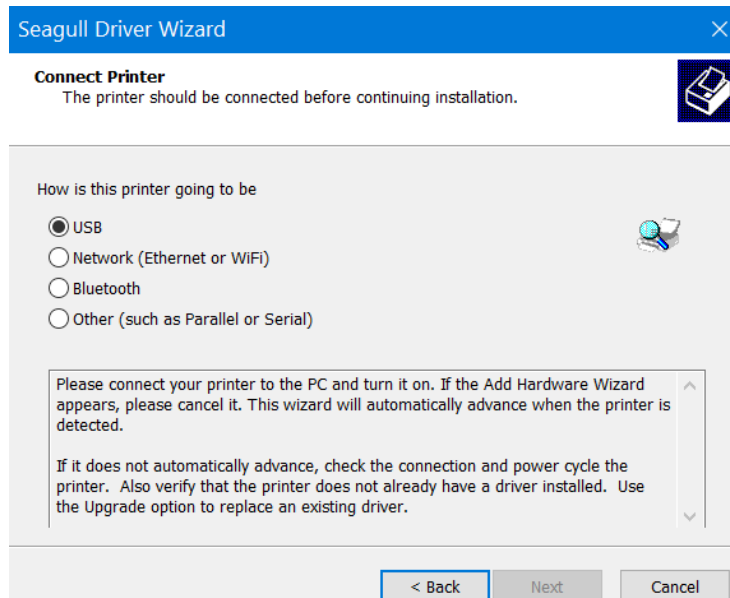 Seagull Driver Wizard
Connect Printer
The printer should be connected before continuing installation.
How is this printer going to be
USB
Network (Ethernet or WiFi)
Bluetooth
Other (such as Parallel or Serial)
Please connect your printer to the PC and turn it on. If the Add Hardware Wizard
appears, please cancel it. This wizard will automatically advance when the printer is
detected.
If it does not automatically advance, check the connection and power cycle the
printer.  Also verify that the printer does not already have a driver installed.  Use
the Upgrade option to replace an existing driver.
< Back
Next
Cancel